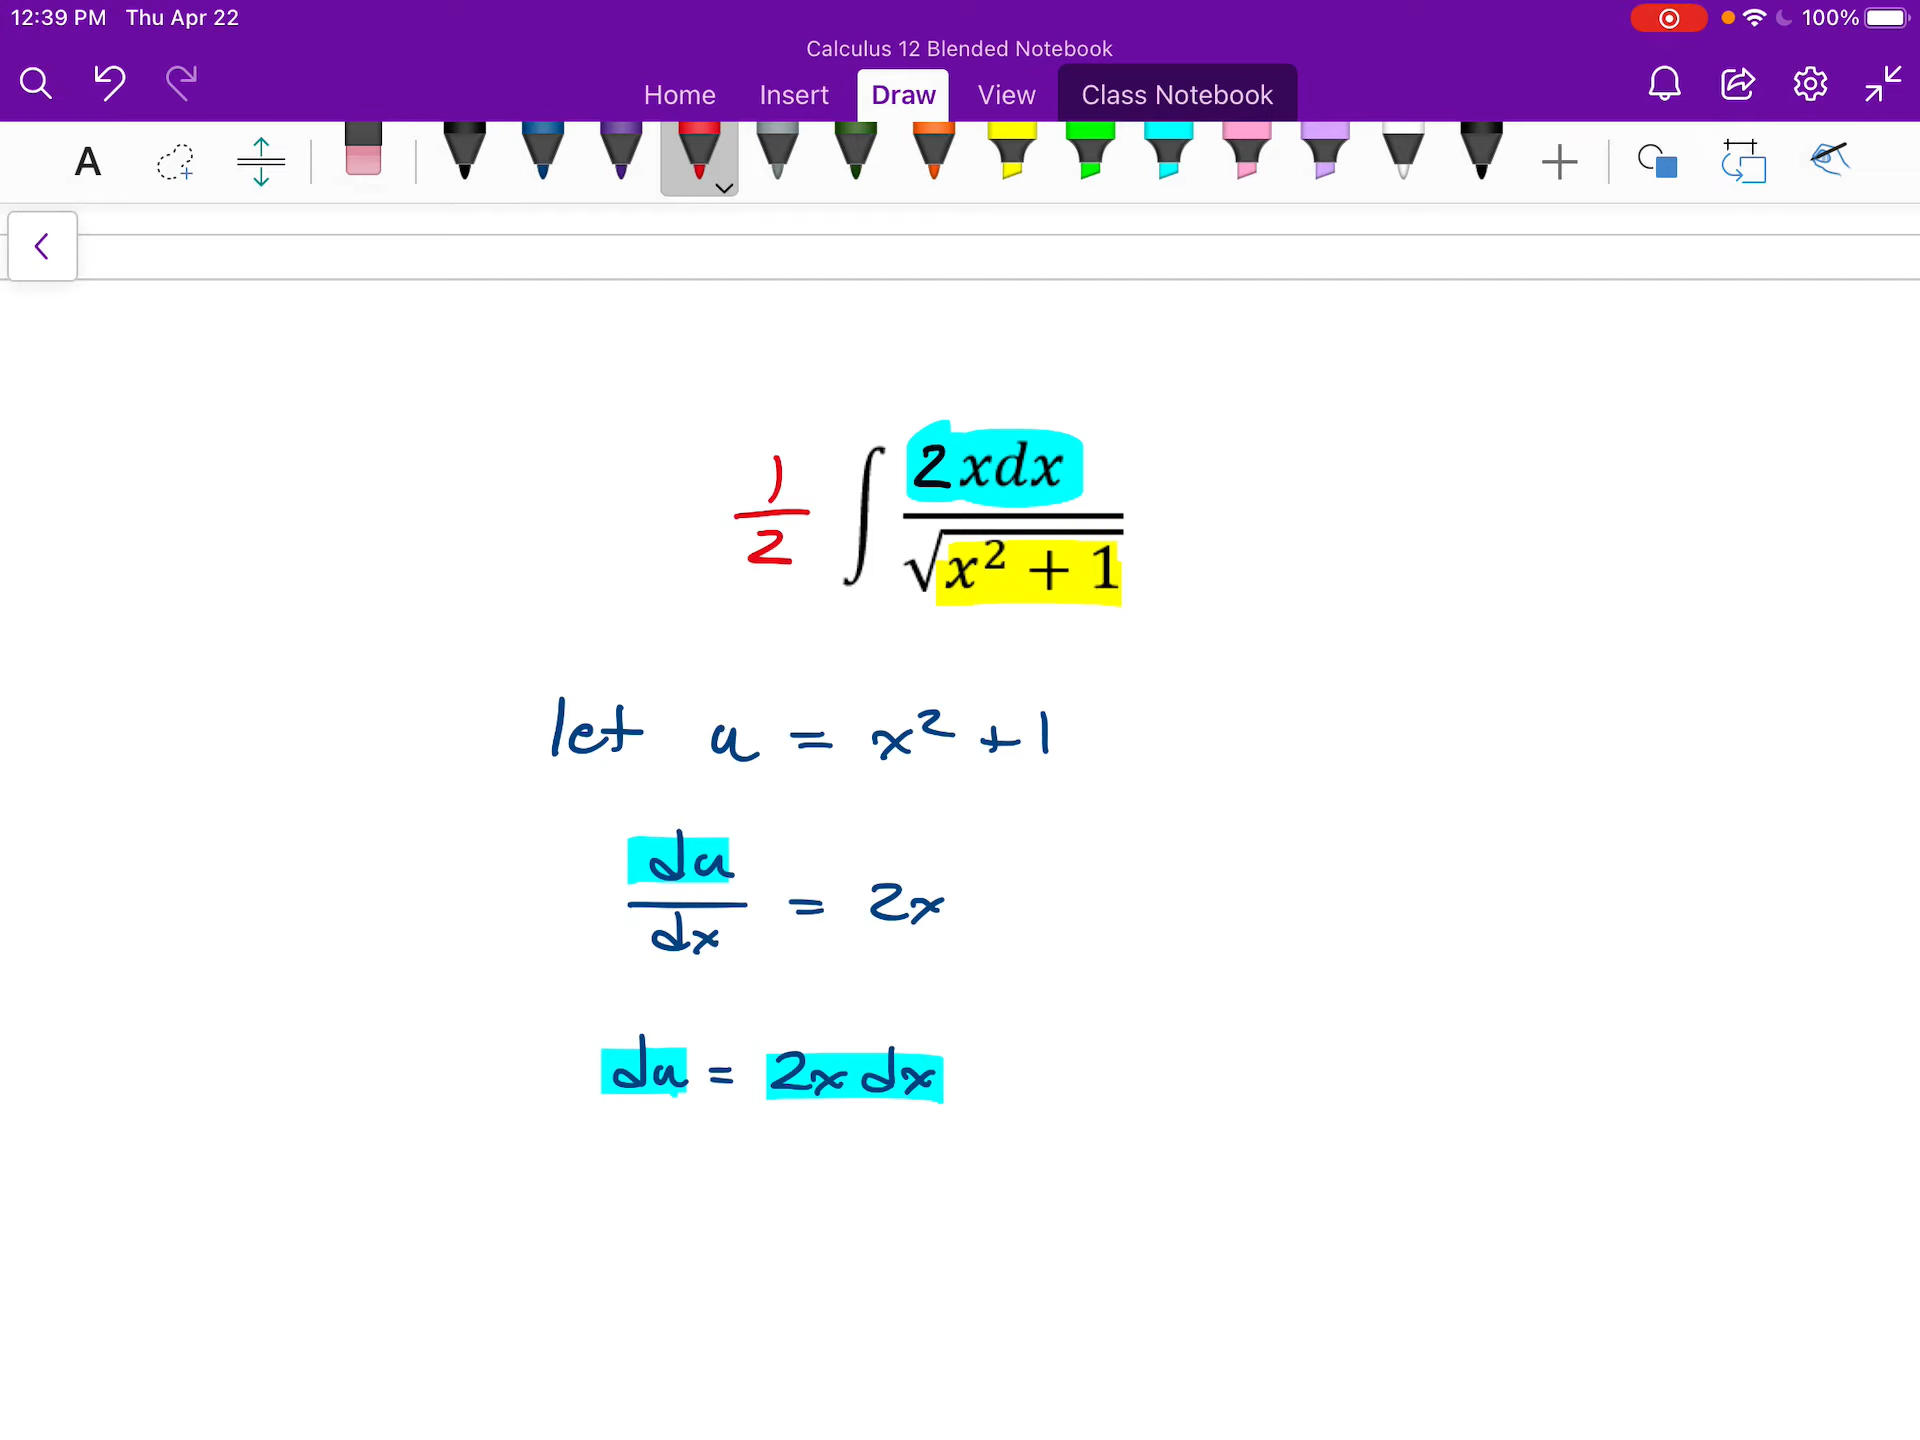 12:39 PM Thu Apr 22 100%
Calculus 12 Blended Notebook
Home Insert Draw View Class Notebook
A
1/2 ∫ 2xdx / √(x² + 1)
let u = x² + 1
du/dx = 2x
du = 2x dx